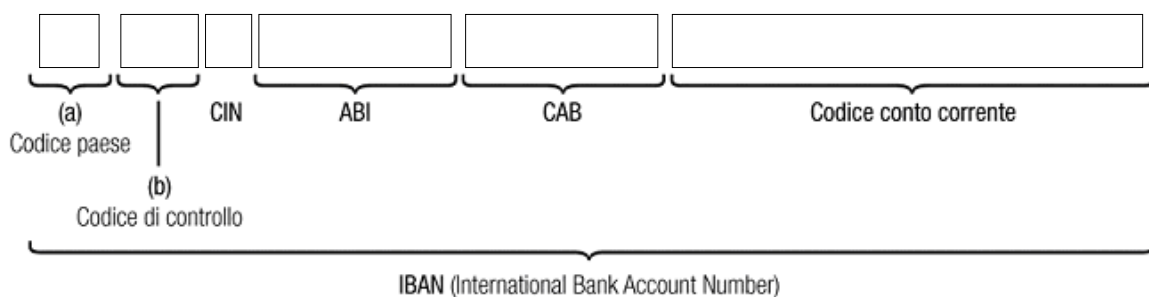 (a) CIN ABI CAB Codice conto corrente
Codice paese
(b)
Codice di controllo
IBAN (International Bank Account Number)